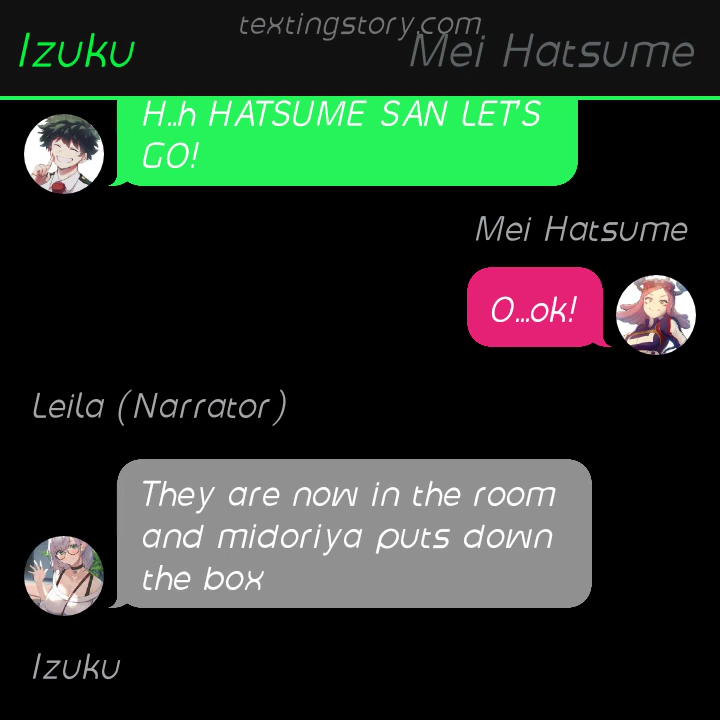 textingstory.com
Izuku
Mei Hatsume
H..h HATSUME SAN LET'S
GO!
Mei Hatsume
O...ok!
Leila (Narrator)
They are now in the room
and midoriya puts down
the box
Izuku